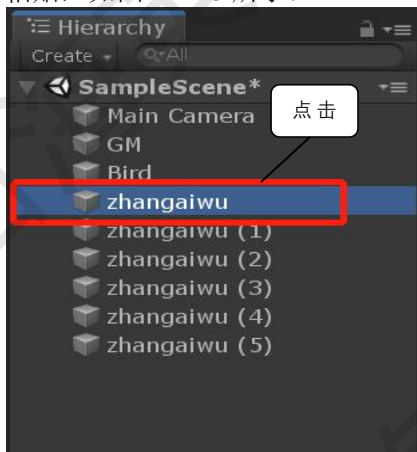 Hierarchy
Create
All
SampleScene*
Main Camera
点击
GM
Bird
zhangaiwu
zhangaiwu (1)
zhangaiwu (2)
zhangaiwu (3)
zhangaiwu (4)
zhangaiwu (5)